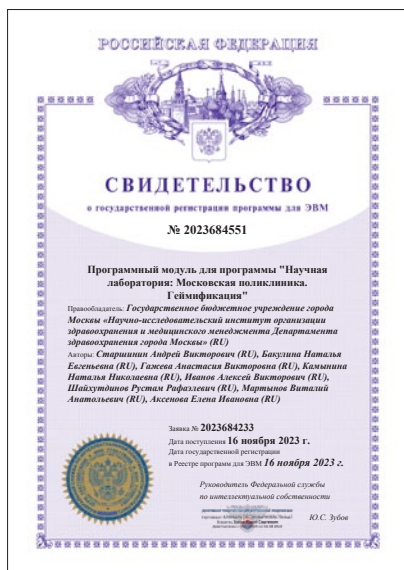 РОССИЙСКАЯ ФЕДЕРАЦИЯ
СВИДЕТЕЛЬСТВО
о государственной регистрации программы для ЭВМ
№ 2023684551
Программный модуль для программы "Научная
лаборатория: Московская поликлиника.
Геймификация"
Правообладатель: Государственное бюджетное учреждение города
Москвы «Научно-исследовательский институт организации
здравоохранения и медицинского менеджмента Департамента
здравоохранения города Москвы» (RU)
Авторы: Старшинин Андрей Викторович (RU), Бакулина Наталья
Евгеньевна (RU), Гажева Анастасия Викторовна (RU), Камынина
Наталья Николаевна (RU), Иванов Алексей Викторович (RU),
Шайхутдинов Рустам Рафаэлевич (RU), Мартынов Виталий
Анатольевич (RU), Аксенова Елена Ивановна (RU)
Заявка № 2023684233
Дата поступления 16 ноября 2023 г.
Дата государственной регистрации
в Реестре программ для ЭВМ 16 ноября 2023 г.
Руководитель Федеральной службы
по интеллектуальной собственности
Ю.С. Зубов